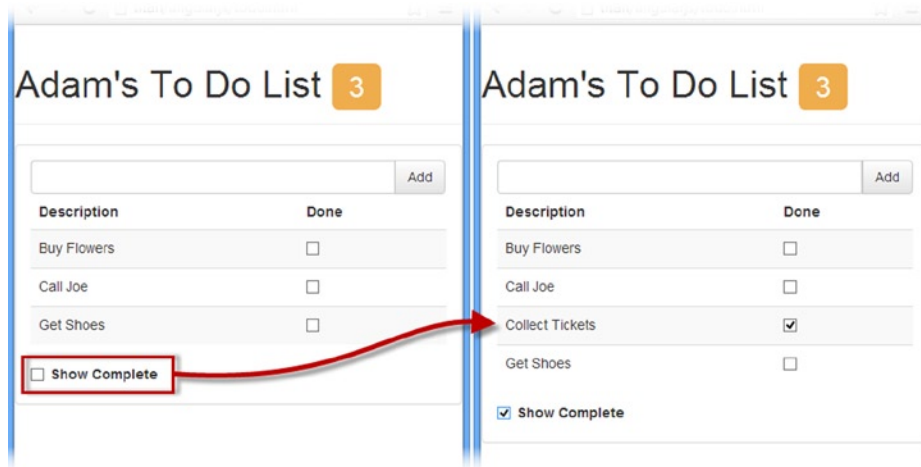 Adam's To Do List 3
Add
Description Done
Buy Flowers
Call Joe
Get Shoes
Show Complete
Adam's To Do List 3
Add
Description Done
Buy Flowers
Call Joe
Collect Tickets
Get Shoes
Show Complete